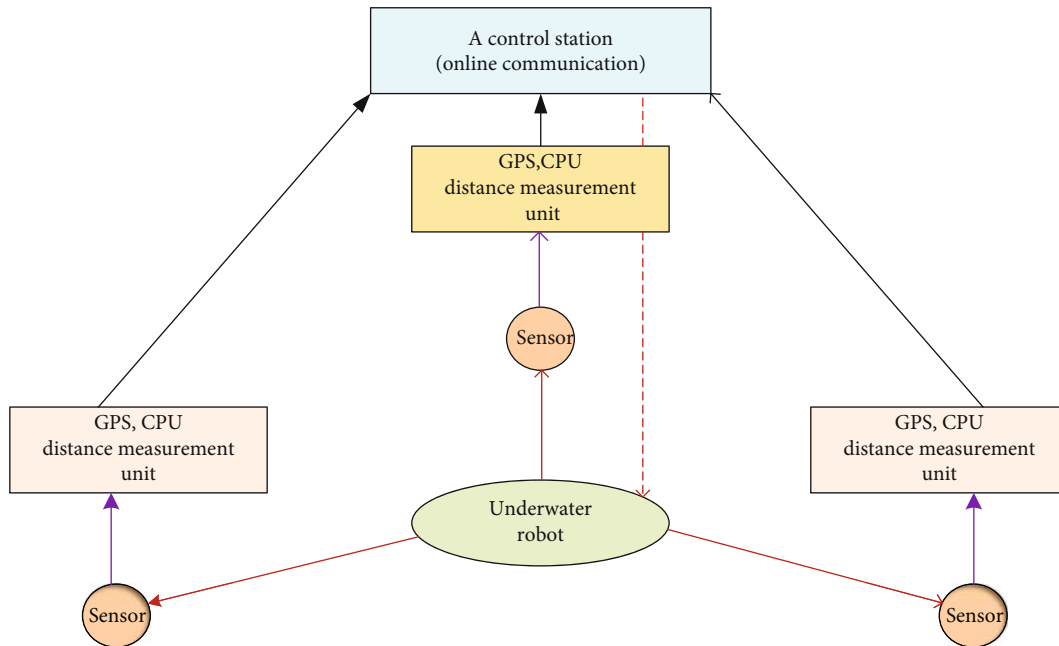 A control station
(online communication)
GPS,CPU
distance measurement
unit
Sensor
GPS, CPU
distance measurement
unit
GPS, CPU
distance measurement
unit
Underwater
robot
Sensor
Sensor